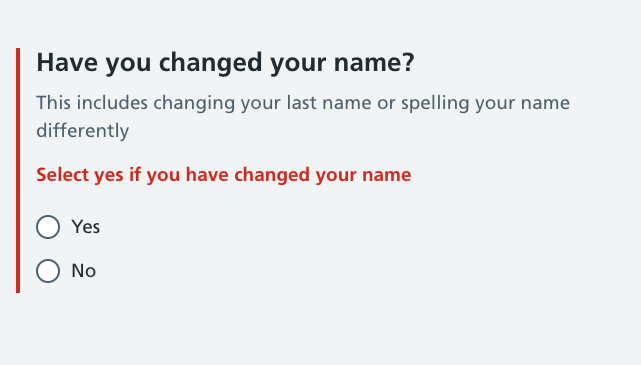 Have you changed your name?
This includes changing your last name or spelling your name
differently
Select yes if you have changed your name
Yes
No